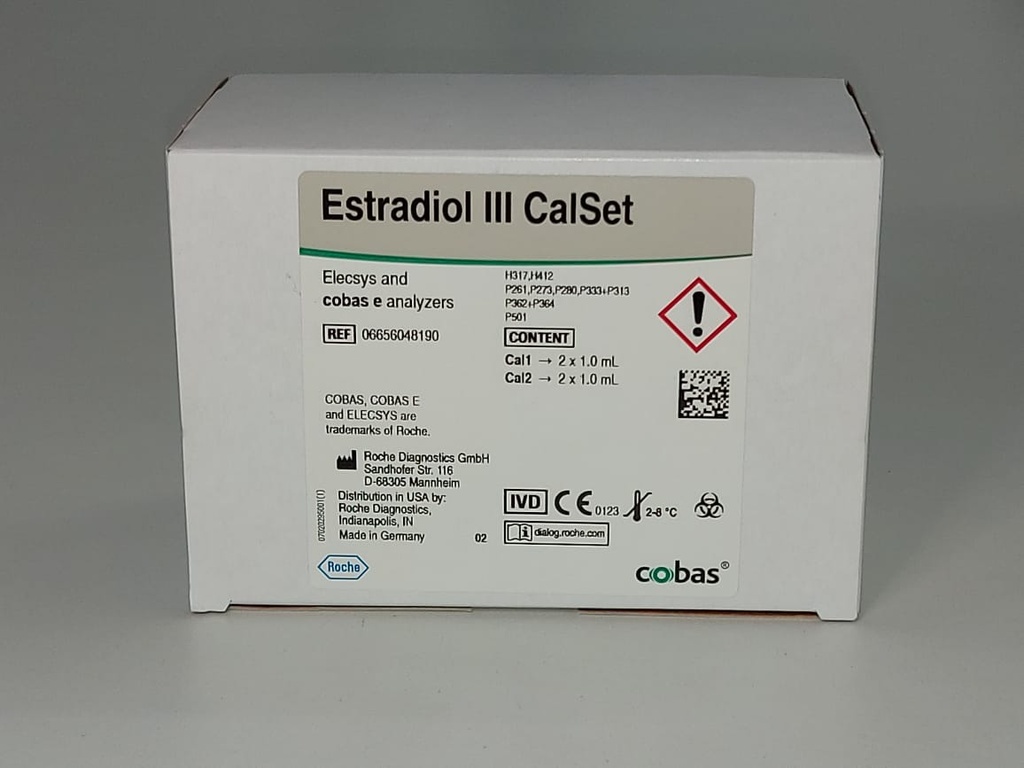 Estradiol III CalSet
Elecsys and
cobas e analyzers
REF 06656048190
H317,H412
P261,P273,P280,P333+P313
P362+P364
P501
CONTENT
Cal1 → 2 x 1.0 mL
Cal2 → 2 x 1.0 mL
COBAS, COBAS E
and ELECSYS are
trademarks of Roche.
Roche Diagnostics GmbH
Sandhofer Str. 116
D-68305 Mannheim
Distribution in USA by:
Roche Diagnostics,
Indianapolis, IN
Made in Germany
02
IVD CE 0123 2-8 °C
dialog.roche.com
Roche
cobas®